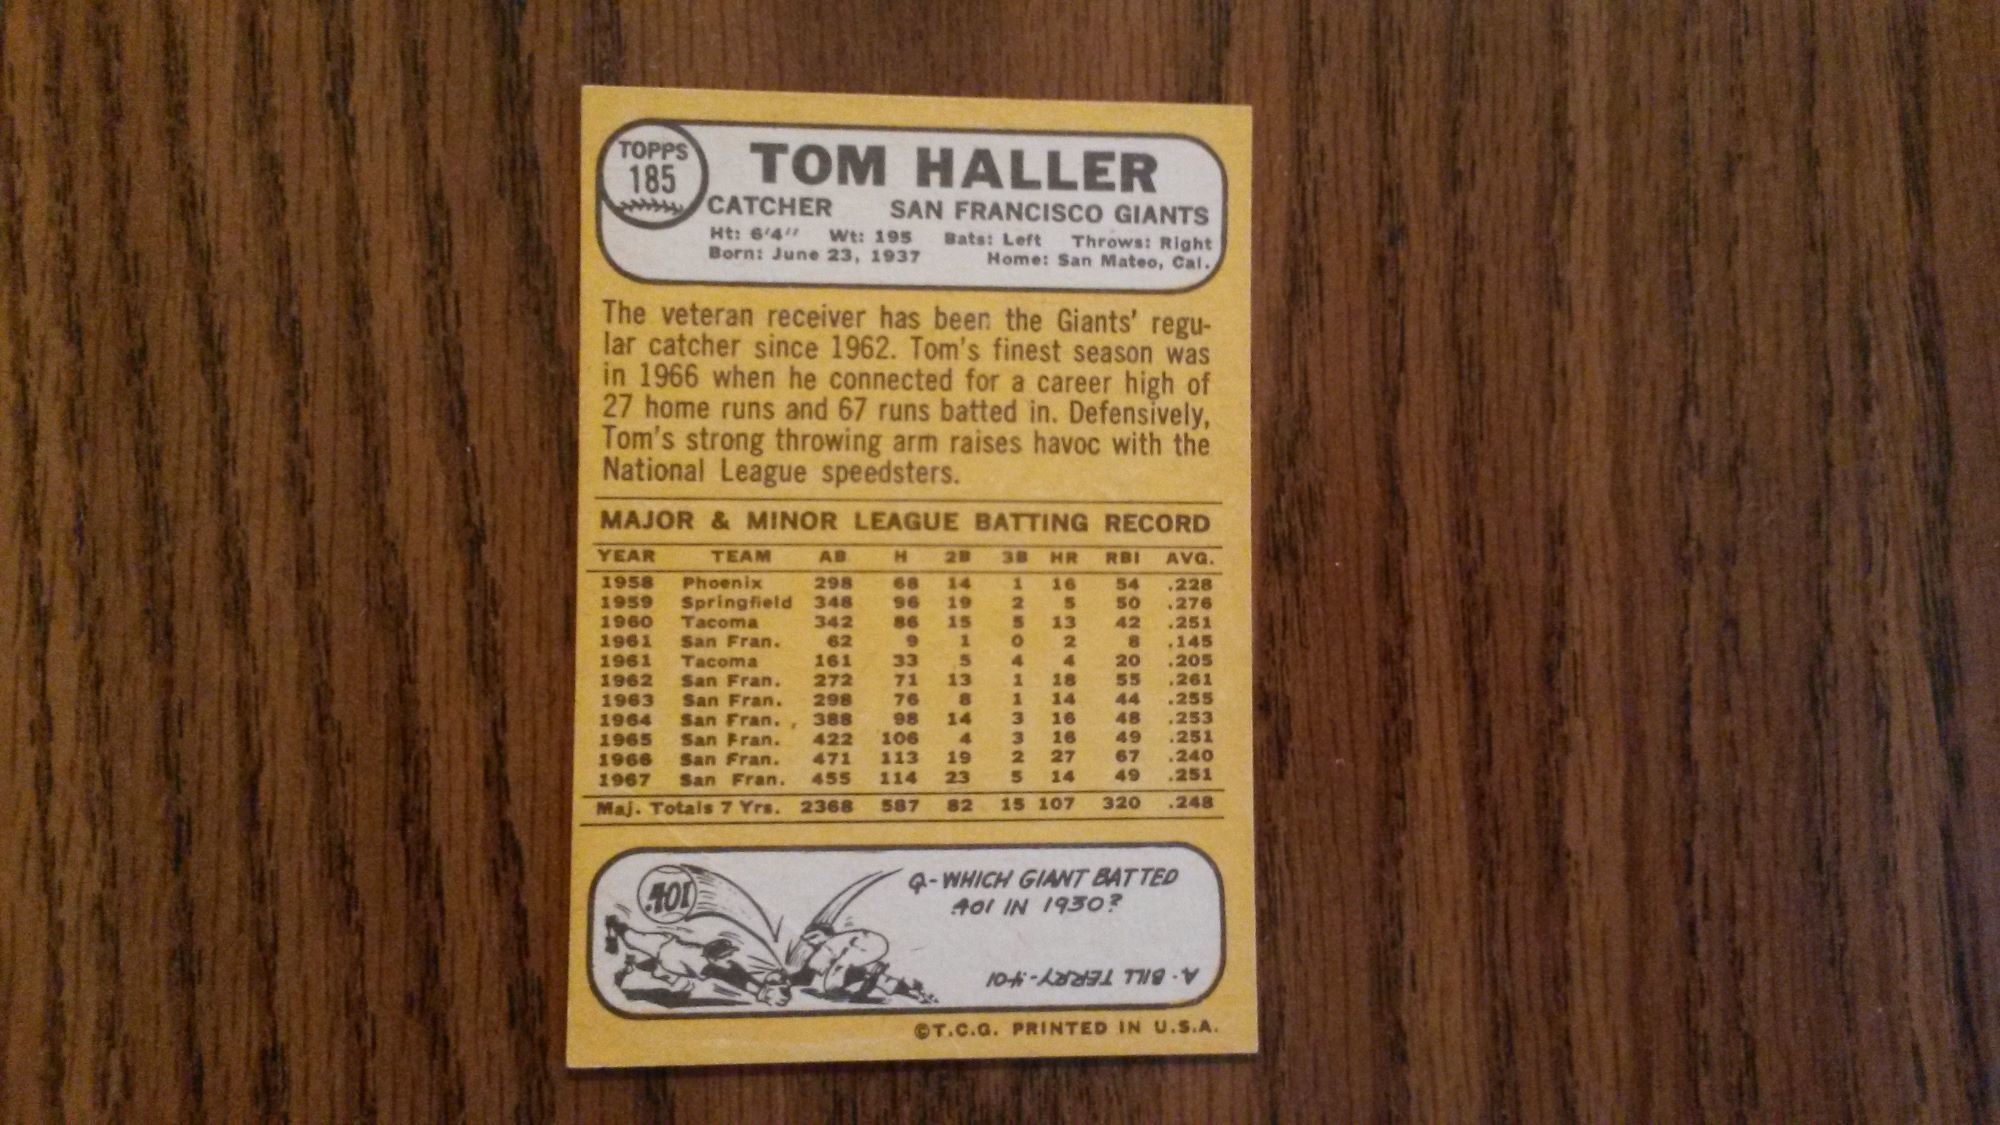 TOPPS
185
TOM HALLER
CATCHER SAN FRANCISCO GIANTS
Ht: 6'4'' Wt: 195 Bats: Left Throws: Right
Born: June 23, 1937 Home: San Mateo, Cal.
The veteran receiver has been the Giants' regu-
lar catcher since 1962. Tom's finest season was
in 1966 when he connected for a career high of
27 home runs and 67 runs batted in. Defensively,
Tom's strong throwing arm raises havoc with the
National League speedsters.
MAJOR & MINOR LEAGUE BATTING RECORD
YEAR TEAM AB H 2B 3B HR RBI AVG.
1958 Phoenix 298 68 14 1 16 54 .228
1959 Springfield 348 96 19 2 5 50 .276
1960 Tacoma 342 86 15 5 13 42 .251
1961 San Fran. 62 9 1 0 2 8 .145
1961 Tacoma 161 33 5 4 4 20 .205
1962 San Fran. 272 71 13 1 18 55 .261
1963 San Fran. 298 76 8 1 14 44 .255
1964 San Fran. 388 98 14 3 16 48 .253
1965 San Fran. 422 106 4 3 16 49 .251
1966 San Fran. 471 113 19 2 27 67 .240
1967 San Fran. 455 114 23 5 14 49 .251
Maj. Totals 7 Yrs. 2368 587 82 15 107 320 .248
.401
Q-WHICH GIANT BATTED
.401 IN 1930?
A-BILL TERRY-.401
©T.C.G. PRINTED IN U.S.A.